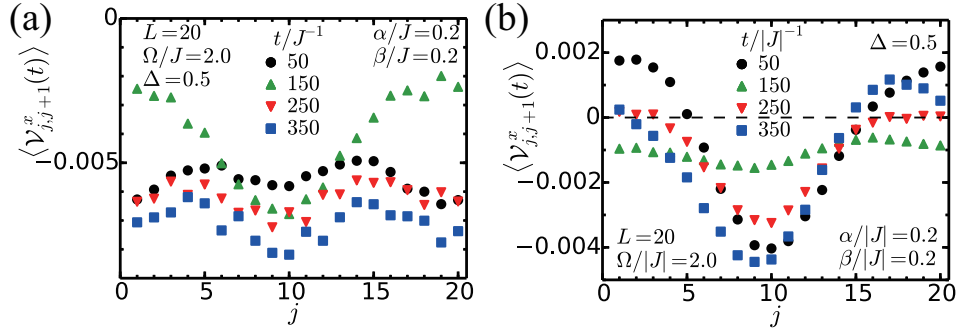 (a)
⟨𝒱ˣ_{j,j+1}(t)⟩
0
−0.005
L=20
Ω/J=2.0
Δ=0.5
t/J⁻¹
50
150
250
350
α/J=0.2
β/J=0.2
0 5 10 15 20
j
(b)
⟨𝒱ˣ_{j,j+1}(t)⟩
0.002
0
−0.002
−0.004
t/|J|⁻¹
50
150
250
350
Δ=0.5
L=20
Ω/|J|=2.0
α/|J|=0.2
β/|J|=0.2
0 5 10 15 20
j